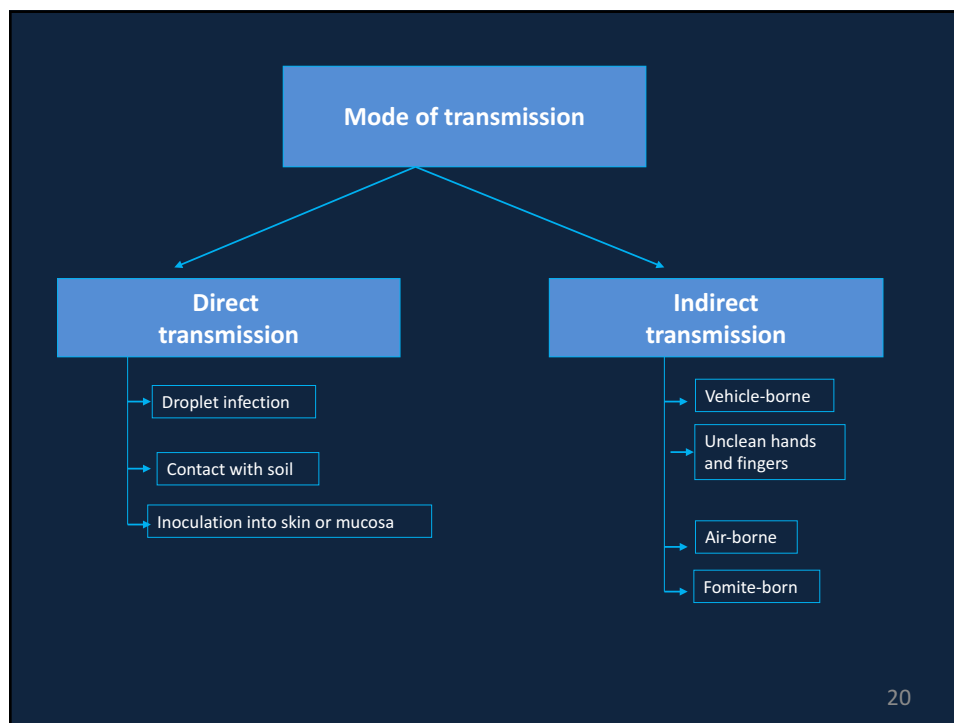 Mode of transmission
Direct
transmission
Droplet infection
Contact with soil
Inoculation into skin or mucosa
Indirect
transmission
Vehicle-borne
Unclean hands
and fingers
Air-borne
Fomite-born
20